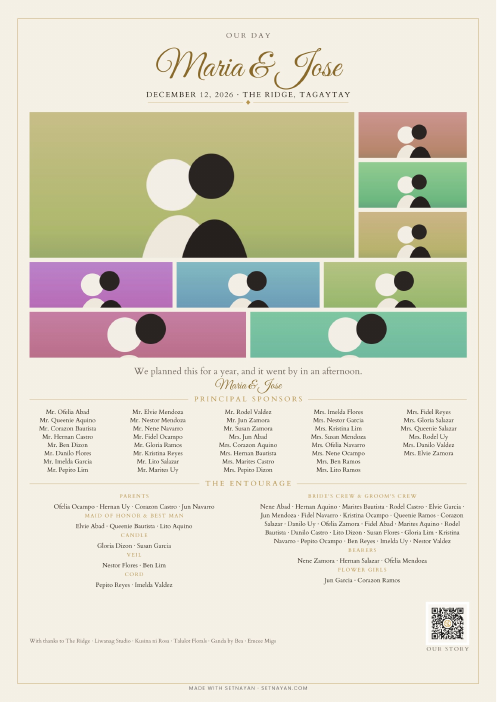 OUR DAY
Maria & Jose
DECEMBER 12, 2026 · THE RIDGE, TAGAYTAY
We planned this for a year, and it went by in an afternoon.
Maria & Jose
PRINCIPAL SPONSORS
Mr. Ofelia Abad
Mr. Queenie Abad
Mr. Corazon Bautista
Mr. Hernan Castro
Mr. Ben Dizon
Mr. Danilo Flores
Mr. Imelda Garcia
Mr. Pepito Lim
Mr. Elvie Mendoza
Mr. Nestor Mendoza
Mr. Nene Navarro
Mr. Fidel Ocampo
Mr. Gloria Ramos
Mr. Kristina Reyes
Mr. Lito Salazar
Mr. Marites Uy
Mr. Rodel Valdez
Mr. Jun Zamora
Mr. Susan Zamora
Mrs. Jun Abad
Mrs. Corazon Aquino
Mrs. Hernan Bautista
Mrs. Marites Castro
Mrs. Pepito Dizon
Mrs. Imelda Flores
Mrs. Nestor Garcia
Mrs. Susan Mendoza
Mrs. Kristina Lim
Mrs. Ofelia Navarro
Mrs. Nene Ocampo
Mrs. Ben Ramos
Mrs. Lito Ramos
Mrs. Fidel Reyes
Mrs. Gloria Salazar
Mrs. Queenie Salazar
Mrs. Rodel Uy
Mrs. Danilo Valdez
Mrs. Elvie Zamora
THE ENTOURAGE
PARENTS
Ofelia Ocampo · Hernan Uy · Corazon Castro · Jun Navarro
MAID OF HONOR & BEST MAN
Elvie Abad · Queenie Bautista · Lito Aquino
CANDLE
Gloria Dizon · Susan Garcia
VEIL
Nestor Flores · Ben Lim
CORD
Pepito Reyes · Imelda Valdez
BRIDE'S CREW & GROOM'S CREW
Nene Abad · Hernan Aquino · Marites Bautista · Rodel Castro · Elvie Garcia ·
Jun Mendoza · Fidel Navarro · Kristina Ocampo · Queenie Ramos · Corazon
Salazar · Danilo Uy · Ofelia Zamora · Fidel Abad · Marites Aquino · Rodel
Bautista · Danilo Castro · Lito Dizon · Susan Flores · Gloria Lim · Kristina
Navarro · Pepito Ocampo · Ben Reyes · Imelda Uy · Nestor Valdez
BEARERS
Nene Zamora · Hernan Salazar · Ofelia Mendoza
FLOWER GIRLS
Jun Garcia · Corazon Ramos
With thanks to The Ridge · Liwanag Studio · Kusina ni Rosa · Talulot Florals · Ganda by Bea · Emcee Migs
OUR STORY
MADE WITH SETNAYAN · SETNAYAN.COM